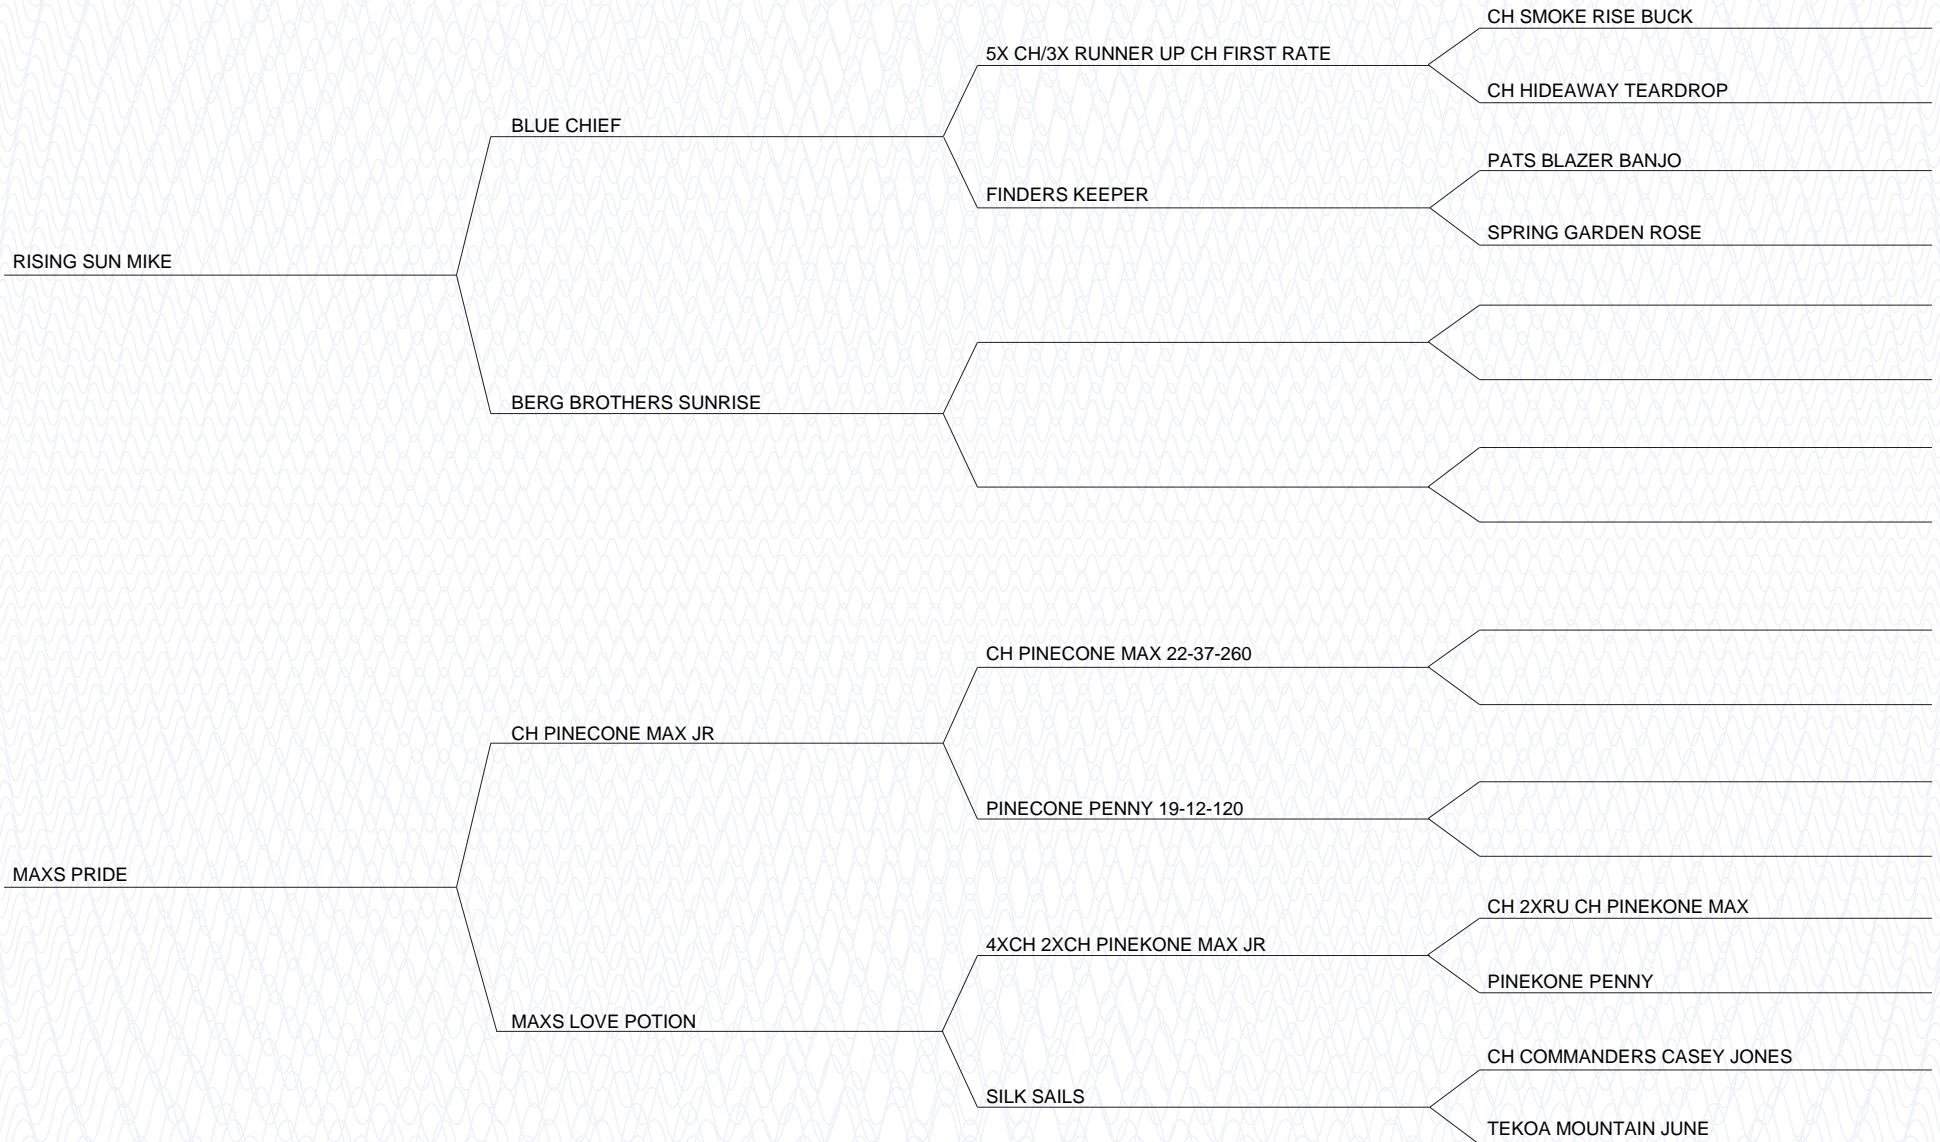 CH SMOKE RISE BUCK
5X CH/3X RUNNER UP CH FIRST RATE
CH HIDEAWAY TEARDROP
BLUE CHIEF
PATS BLAZER BANJO
FINDERS KEEPER
SPRING GARDEN ROSE
RISING SUN MIKE
BERG BROTHERS SUNRISE
CH PINECONE MAX 22-37-260
CH PINECONE MAX JR
PINECONE PENNY 19-12-120
MAXS PRIDE
CH 2XRU CH PINEKONE MAX
4XCH 2XCH PINEKONE MAX JR
PINEKONE PENNY
MAXS LOVE POTION
CH COMMANDERS CASEY JONES
SILK SAILS
TEKOA MOUNTAIN JUNE